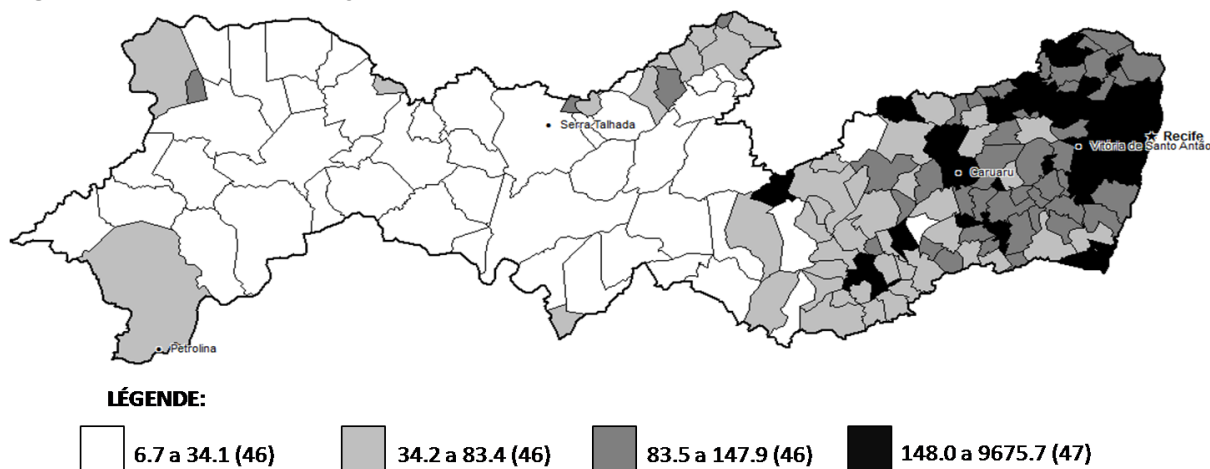 Serra Talhada
★ Recife
Vitória de Santo Antão
Caruaru
Petrolina
LÉGENDE:
6.7 a 34.1 (46)
34.2 a 83.4 (46)
83.5 a 147.9 (46)
148.0 a 9675.7 (47)